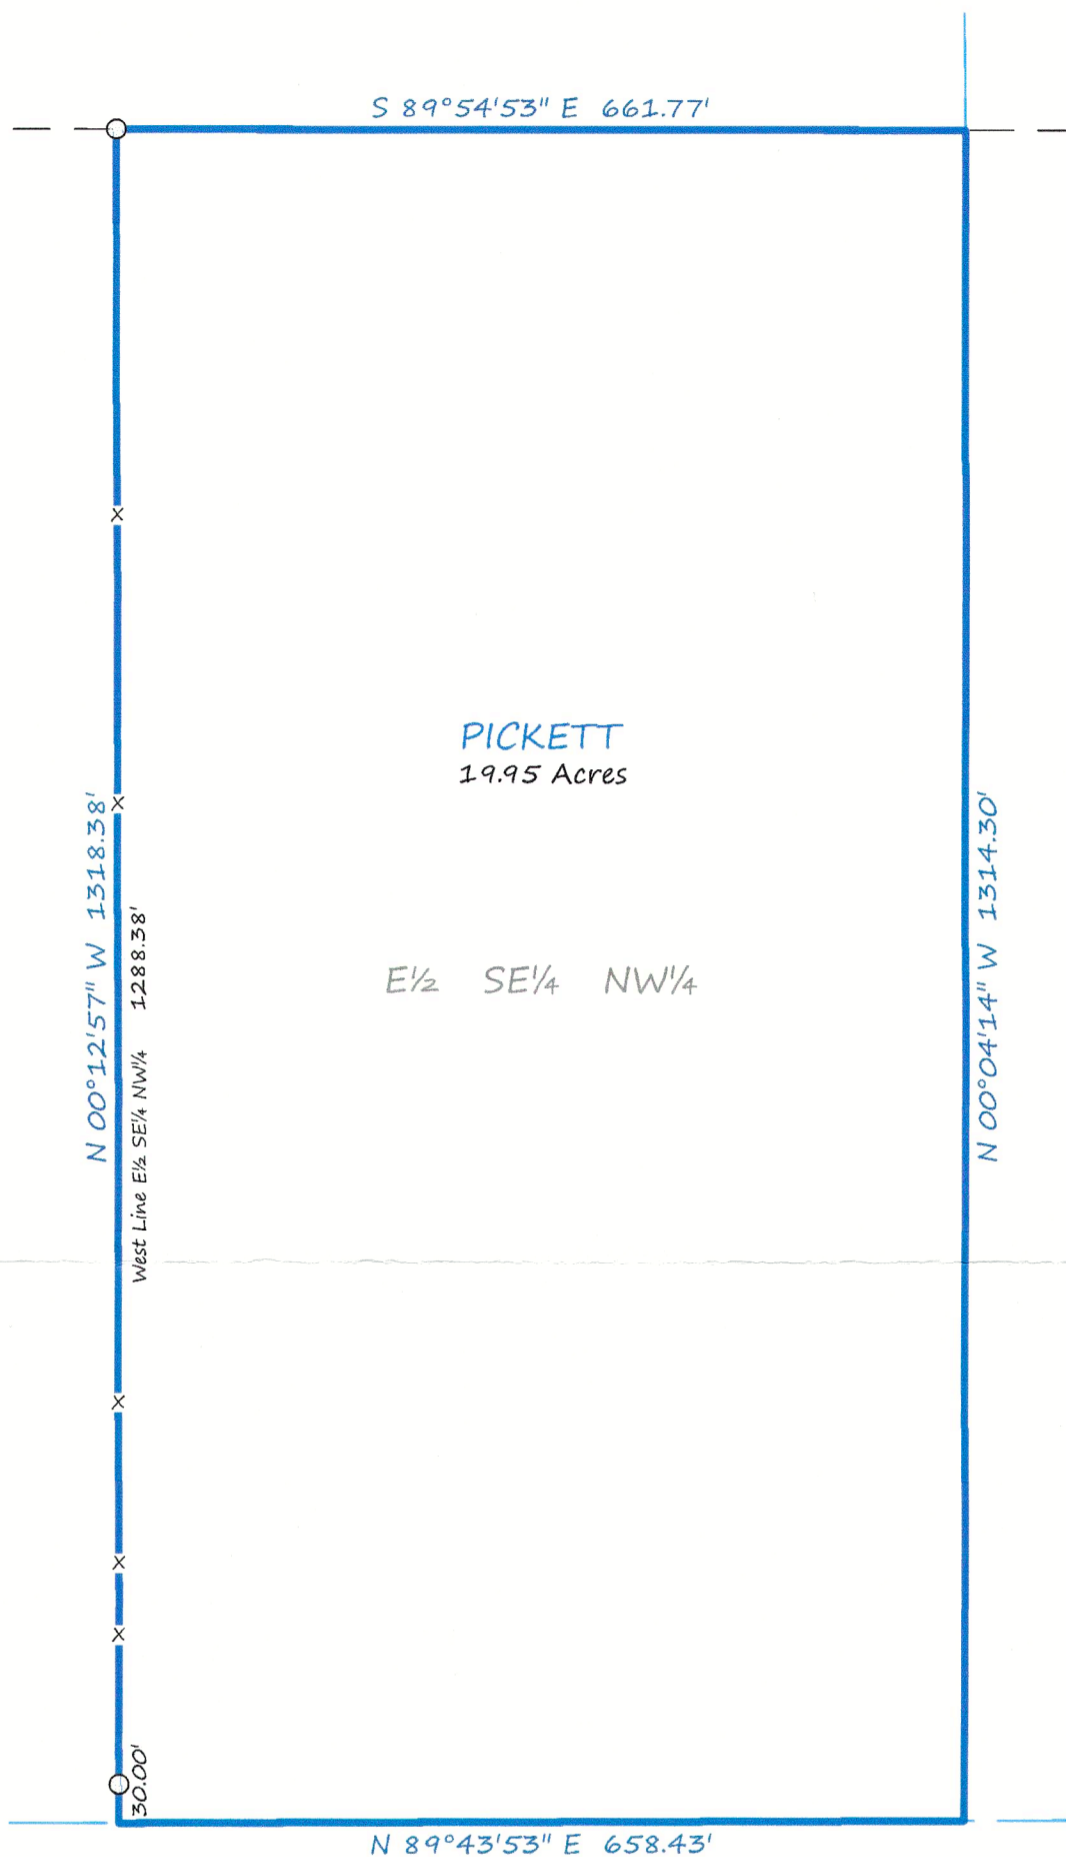 S 89°54'53" E 661.77'
PICKETT
19.95 Acres
N 00°12'57" W 1318.38'
West Line E½ SE¼ NW¼ 1288.38'
N 00°04'14" W 1314.30'
E½ SE¼ NW¼
30.00'
N 89°43'53" E 658.43'